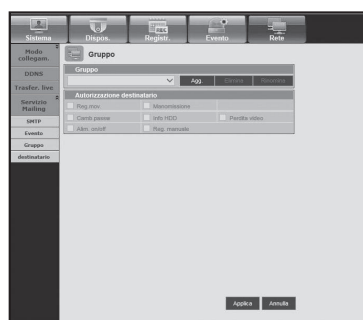 Sistema
Dispos.
REC
Registr.
Evento
Rete
Modo
collegam.
DDNS
Trasfer. live
Servizio
Mailing
SMTP
Evento
Gruppo
destinatario
Gruppo
Gruppo
Agg.
Elimina
Rinomina
Autorizzazione destinatario
Reg.mov.
Manomissione
Camb.passw.
Info HDD
Perdita video
Alim. on/off
Reg. manuale
Applica
Annulla